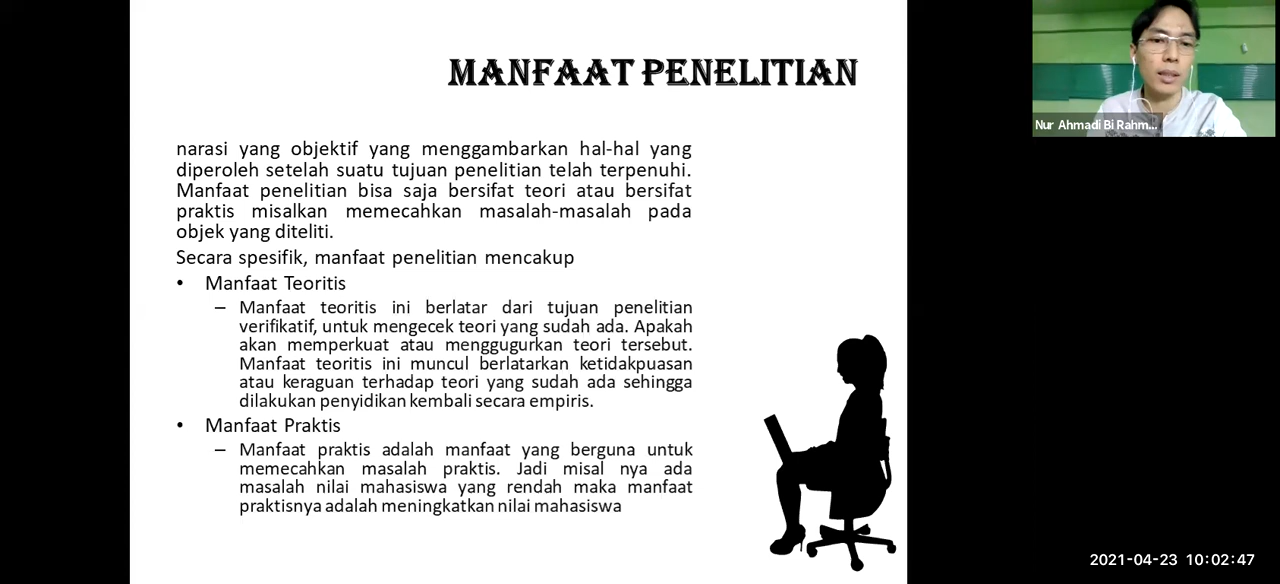 MANFAAT PENELITIAN
narasi yang objektif yang menggambarkan hal-hal yang
diperoleh setelah suatu tujuan penelitian telah terpenuhi.
Manfaat penelitian bisa saja bersifat teori atau bersifat
praktis misalkan memecahkan masalah-masalah pada
objek yang diteliti.
Secara spesifik, manfaat penelitian mencakup
• Manfaat Teoritis
– Manfaat teoritis ini berlatar dari tujuan penelitian
verifikatif, untuk mengecek teori yang sudah ada. Apakah
akan memperkuat atau menggugurkan teori tersebut.
Manfaat teoritis ini muncul berlatarkan ketidakpuasan
atau keraguan terhadap teori yang sudah ada sehingga
dilakukan penyidikan kembali secara empiris.
• Manfaat Praktis
– Manfaat praktis adalah manfaat yang berguna untuk
memecahkan masalah praktis. Jadi misal nya ada
masalah nilai mahasiswa yang rendah maka manfaat
praktisnya adalah meningkatkan nilai mahasiswa
Nur Ahmadi Bi Rahm...
2021-04-23 10:02:47